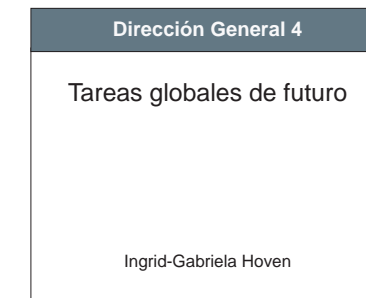 Dirección General 4
Tareas globales de futuro
Ingrid-Gabriela Hoven